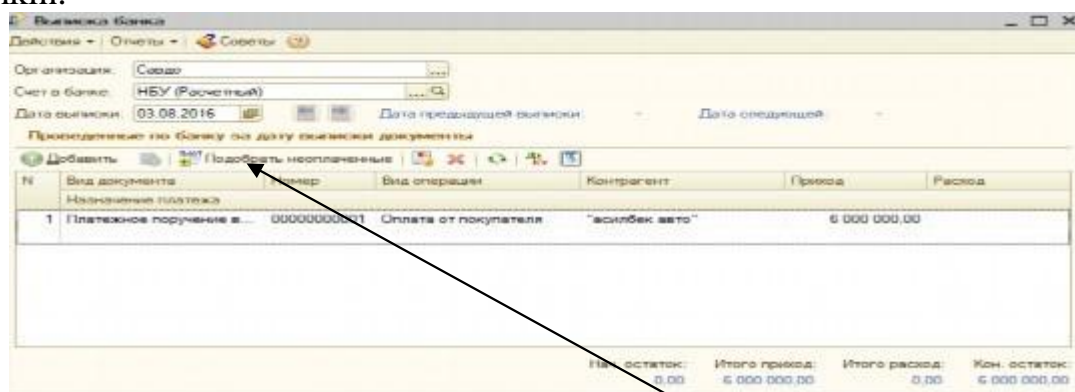 Выписка банка
Действия Отчеты Советы
Организация: Савдо ...
Счет в банке: НБУ (Расчетный) ...
Дата выписки: 03.08.2016 Дата предыдущей выписки: - Дата следующей: -
Проведенные по банку за дату выписки документы
Добавить Подобрать неоплаченные
N Вид документа Номер Вид операции Контрагент Приход Расход
Назначение платежа
1 Платежное поручение в... 00000000001 Оплата от покупателя "асилбек авто" 6 000 000,00
Нач. остаток: Итого приход: Итого расход: Кон. остаток:
0,00 6 000 000,00 0,00 6 000 000,00